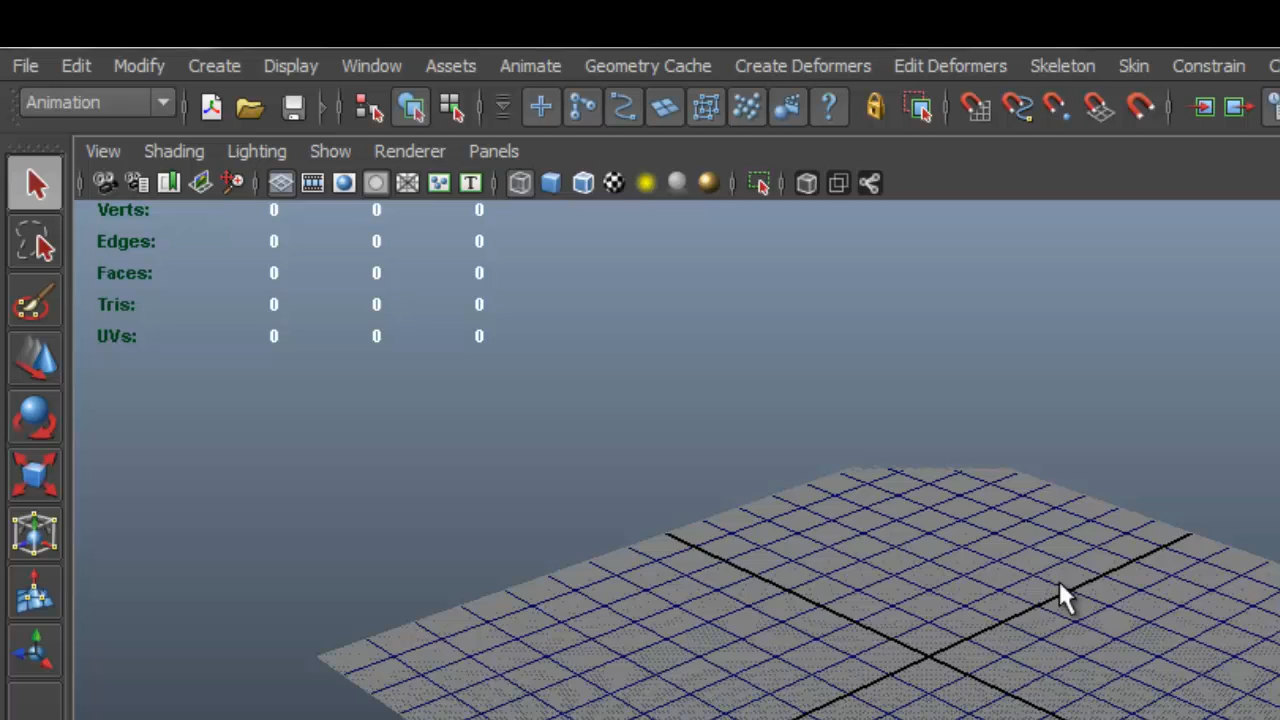 File Edit Modify Create Display Window Assets Animate Geometry Cache Create Deformers Edit Deformers Skeleton Skin Constrain
Animation
View Shading Lighting Show Renderer Panels
Verts: 0 0 0
Edges: 0 0 0
Faces: 0 0 0
Tris: 0 0 0
UVs: 0 0 0